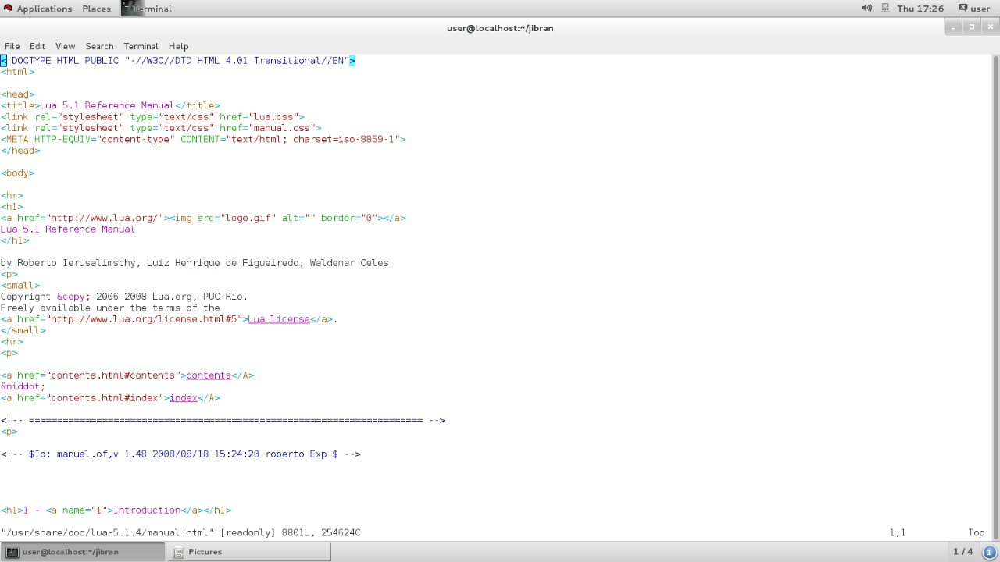 Applications Places Terminal Thu 17:26 user
user@localhost:~/jibran
File Edit View Search Terminal Help
<!DOCTYPE HTML PUBLIC "-//W3C//DTD HTML 4.01 Transitional//EN">
<html>
<head>
<title>Lua 5.1 Reference Manual</title>
<link rel="stylesheet" type="text/css" href="lua.css">
<link rel="stylesheet" type="text/css" href="manual.css">
<META HTTP-EQUIV="content-type" CONTENT="text/html; charset=iso-8859-1">
</head>
<body>
<hr>
<h1>
<a href="http://www.lua.org/"><img src="logo.gif" alt="" border="0"></a>
Lua 5.1 Reference Manual
</h1>
by Roberto Ierusalimschy, Luiz Henrique de Figueiredo, Waldemar Celes
<p>
<small>
Copyright &copy; 2006-2008 Lua.org, PUC-Rio.
Freely available under the terms of the
<a href="http://www.lua.org/license.html#5">Lua license</a>.
</small>
<hr>
<p>
<a href="contents.html#contents">contents</A>
&middot;
<a href="contents.html#index">index</A>
<!-- ====================================================================== -->
<p>
<!-- $Id: manual.of,v 1.48 2008/08/18 15:24:20 roberto Exp $ -->
<h1>1 - <a name="1">Introduction</a></h1>
"/usr/share/doc/lua-5.1.4/manual.html" [readonly] 8801L, 254624C 1,1 Top
user@localhost:~/jibran Pictures 1 / 4 1